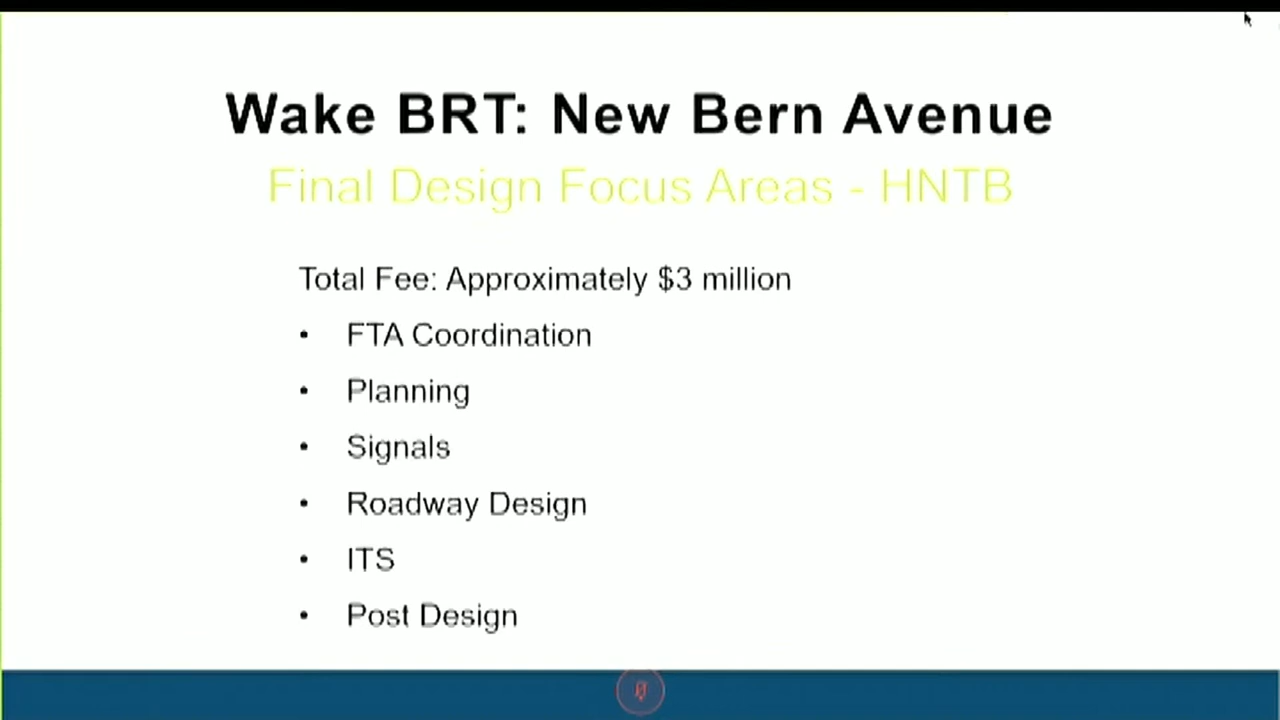 Wake BRT: New Bern Avenue
Final Design Focus Areas - HNTB
Total Fee: Approximately $3 million
• FTA Coordination
• Planning
• Signals
• Roadway Design
• ITS
• Post Design